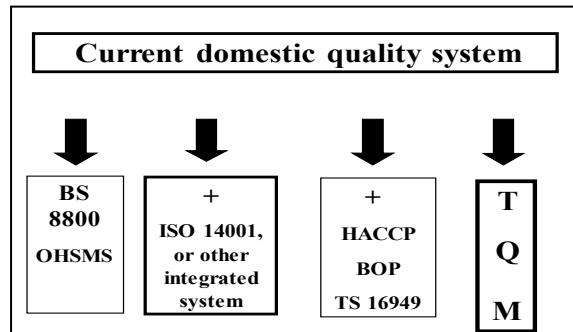 Current domestic quality system
BS
8800
OHSMS
+
ISO 14001,
or other
integrated
system
+
HACCP
BOP
TS 16949
T
Q
M